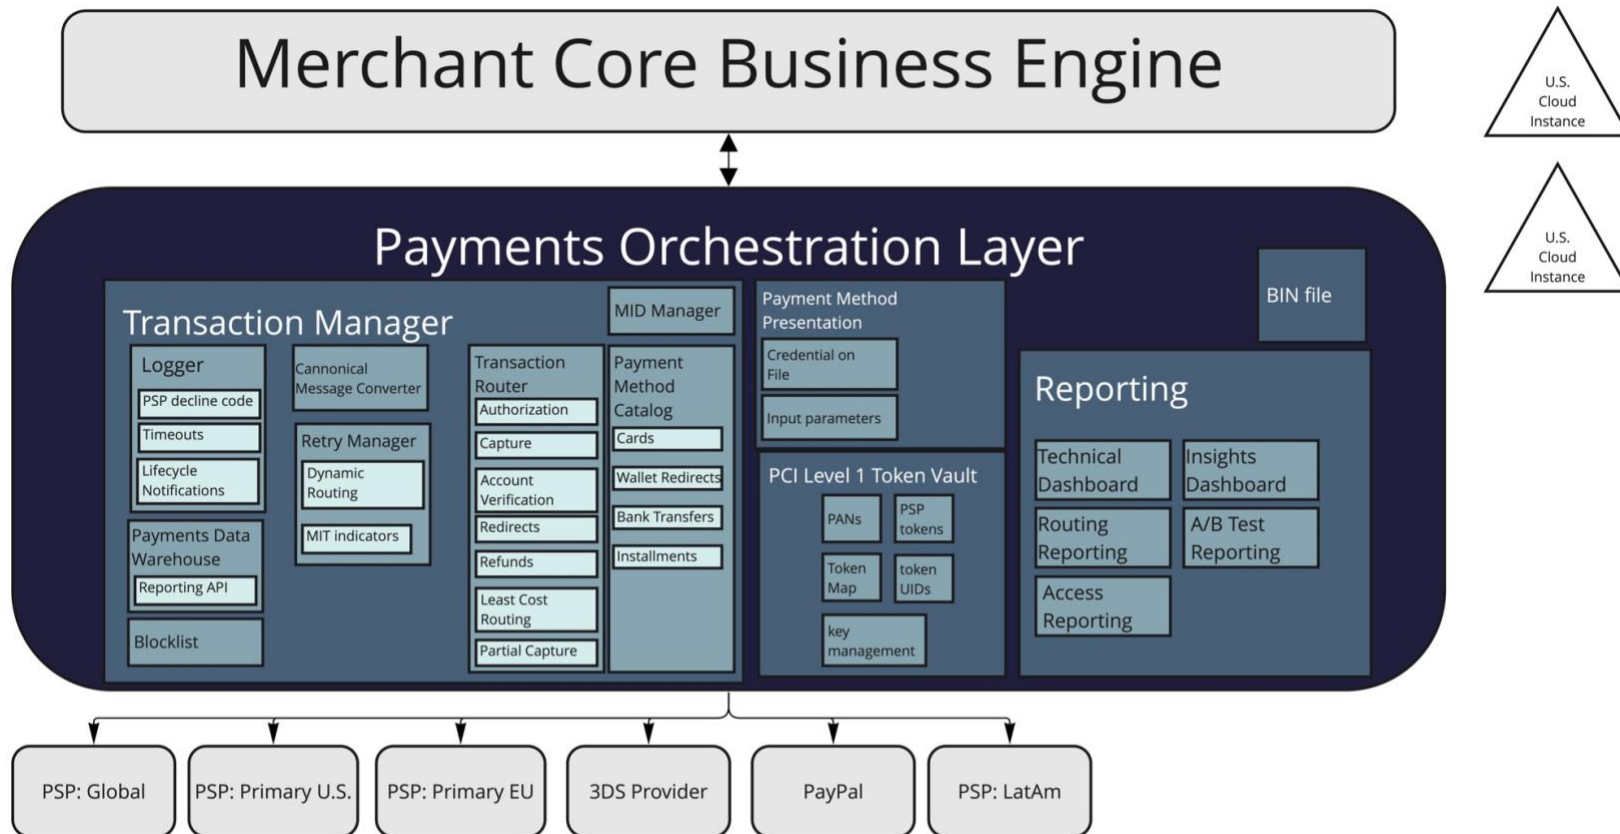 Merchant Core Business Engine
U.S.
Cloud
Instance
U.S.
Cloud
Instance
Payments Orchestration Layer
BIN file
Transaction Manager
MID Manager
Logger
PSP decline code
Timeouts
Lifecycle
Notifications
Payments Data
Warehouse
Reporting API
Blocklist
Cannonical
Message Converter
Retry Manager
Dynamic
Routing
MIT indicators
Transaction
Router
Authorization
Capture
Account
Verification
Redirects
Refunds
Least Cost
Routing
Partial Capture
Payment
Method
Catalog
Cards
Wallet Redirects
Bank Transfers
Installments
Payment Method
Presentation
Credential on
File
Input parameters
PCI Level 1 Token Vault
PANs
PSP
tokens
Token
Map
token
UIDs
key
management
Reporting
Technical
Dashboard
Insights
Dashboard
Routing
Reporting
A/B Test
Reporting
Access
Reporting
PSP: Global
PSP: Primary U.S.
PSP: Primary EU
3DS Provider
PayPal
PSP: LatAm